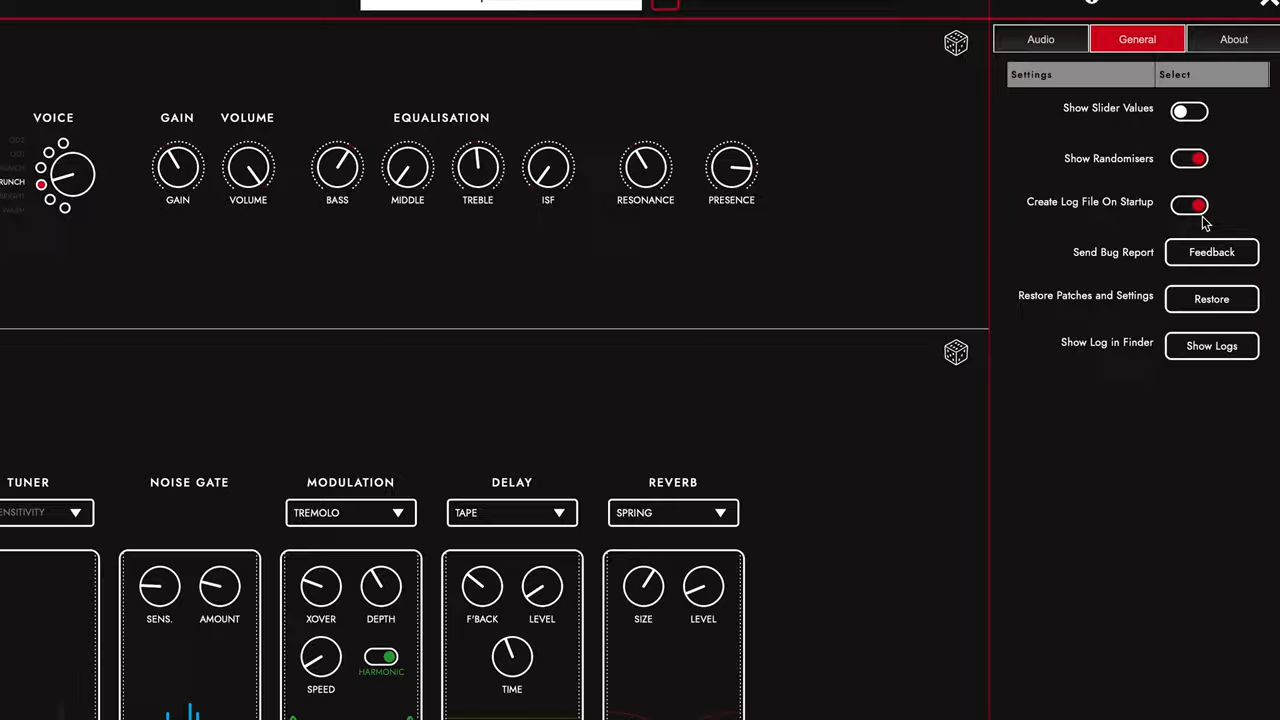 Audio
General
About
Settings
Select
Show Slider Values
Show Randomisers
Create Log File On Startup
Send Bug Report
Feedback
Restore Patches and Settings
Restore
Show Log in Finder
Show Logs
VOICE
GAIN
VOLUME
EQUALISATION
OD2
OD1
RUNCH
GAIN
VOLUME
BASS
MIDDLE
TREBLE
ISF
RESONANCE
PRESENCE
TUNER
NOISE GATE
MODULATION
DELAY
REVERB
ENSITIVITY
TREMOLO
TAPE
SPRING
SENS.
AMOUNT
XOVER
DEPTH
F'BACK
LEVEL
SIZE
LEVEL
HARMONIC
SPEED
TIME